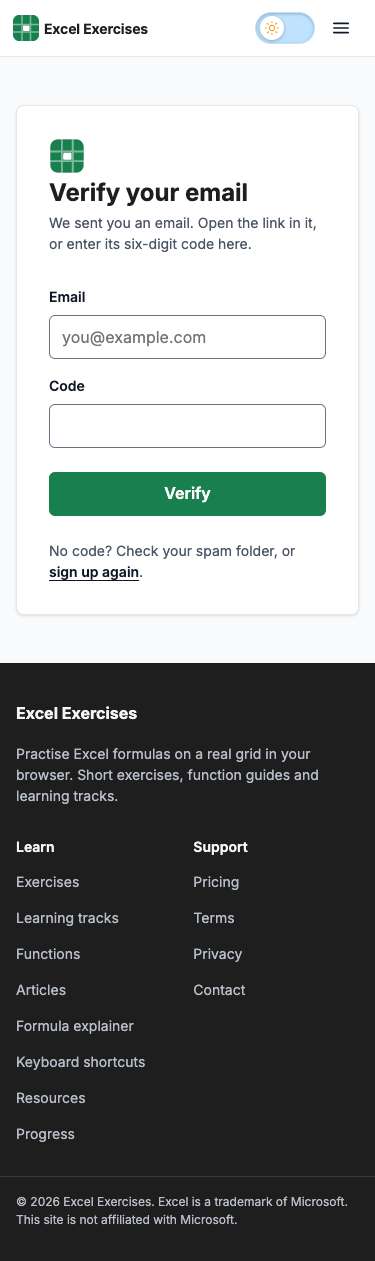 Excel Exercises
Verify your email
We sent you an email. Open the link in it,
or enter its six-digit code here.
Email
you@example.com
Code
Verify
No code? Check your spam folder, or
sign up again.
Excel Exercises
Practise Excel formulas on a real grid in your
browser. Short exercises, function guides and
learning tracks.
Learn
Exercises
Learning tracks
Functions
Articles
Formula explainer
Keyboard shortcuts
Resources
Progress
Support
Pricing
Terms
Privacy
Contact
© 2026 Excel Exercises. Excel is a trademark of Microsoft.
This site is not affiliated with Microsoft.